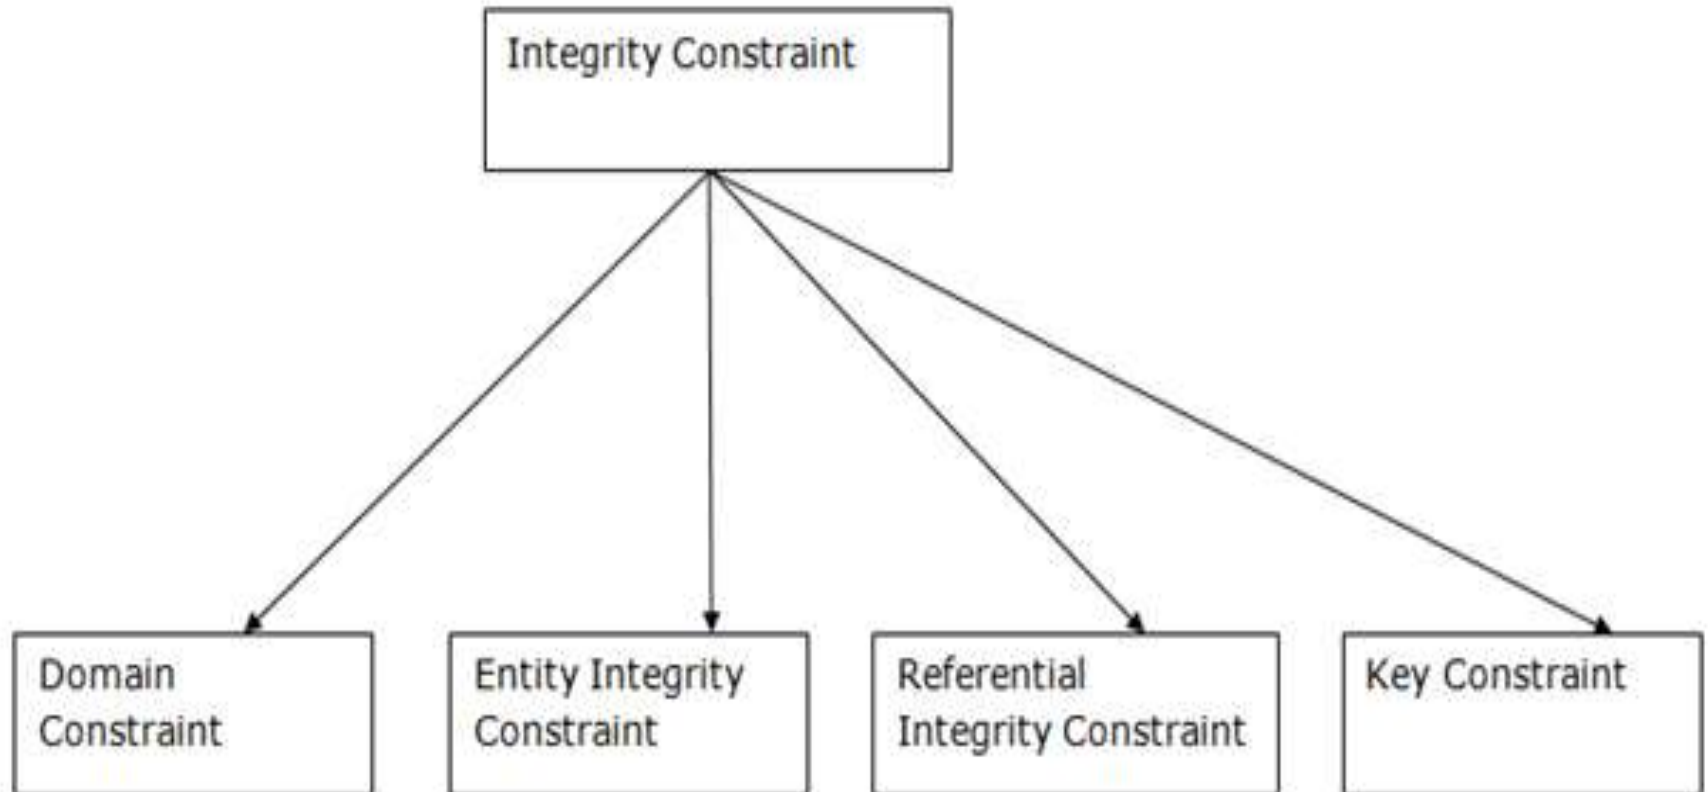 Integrity Constraint
Domain
Constraint
Entity Integrity
Constraint
Referential
Integrity Constraint
Key Constraint